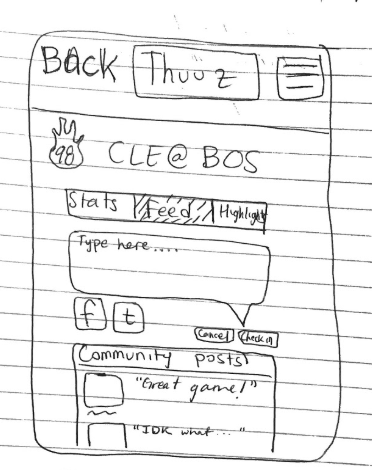 Back Thuuz
98 CLE@BOS
Stats Feed Highlight
Type here....
f t
Cancel Check in
Community posts
"Great game!"
"IDK what..."